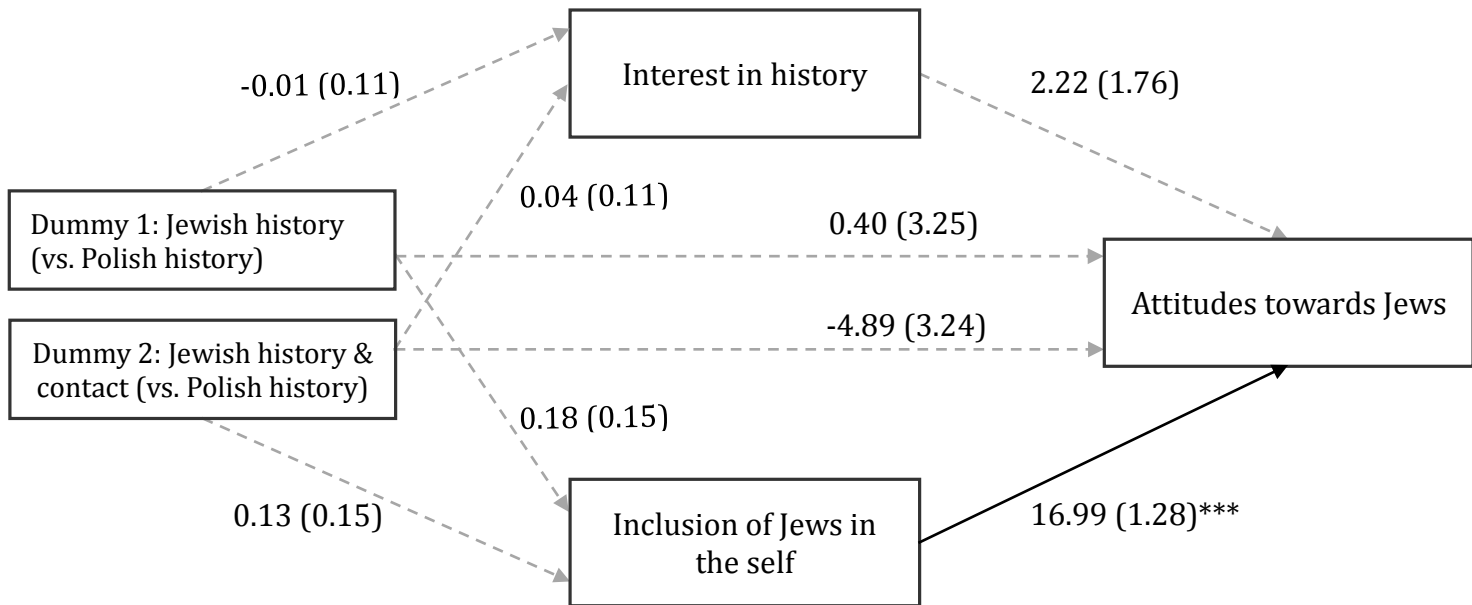 Interest in history
-0.01 (0.11)
2.22 (1.76)
0.04 (0.11)
Dummy 1: Jewish history
(vs. Polish history)
0.40 (3.25)
Attitudes towards Jews
-4.89 (3.24)
Dummy 2: Jewish history &
contact (vs. Polish history)
0.18 (0.15)
0.13 (0.15)
16.99 (1.28)***
Inclusion of Jews in
the self